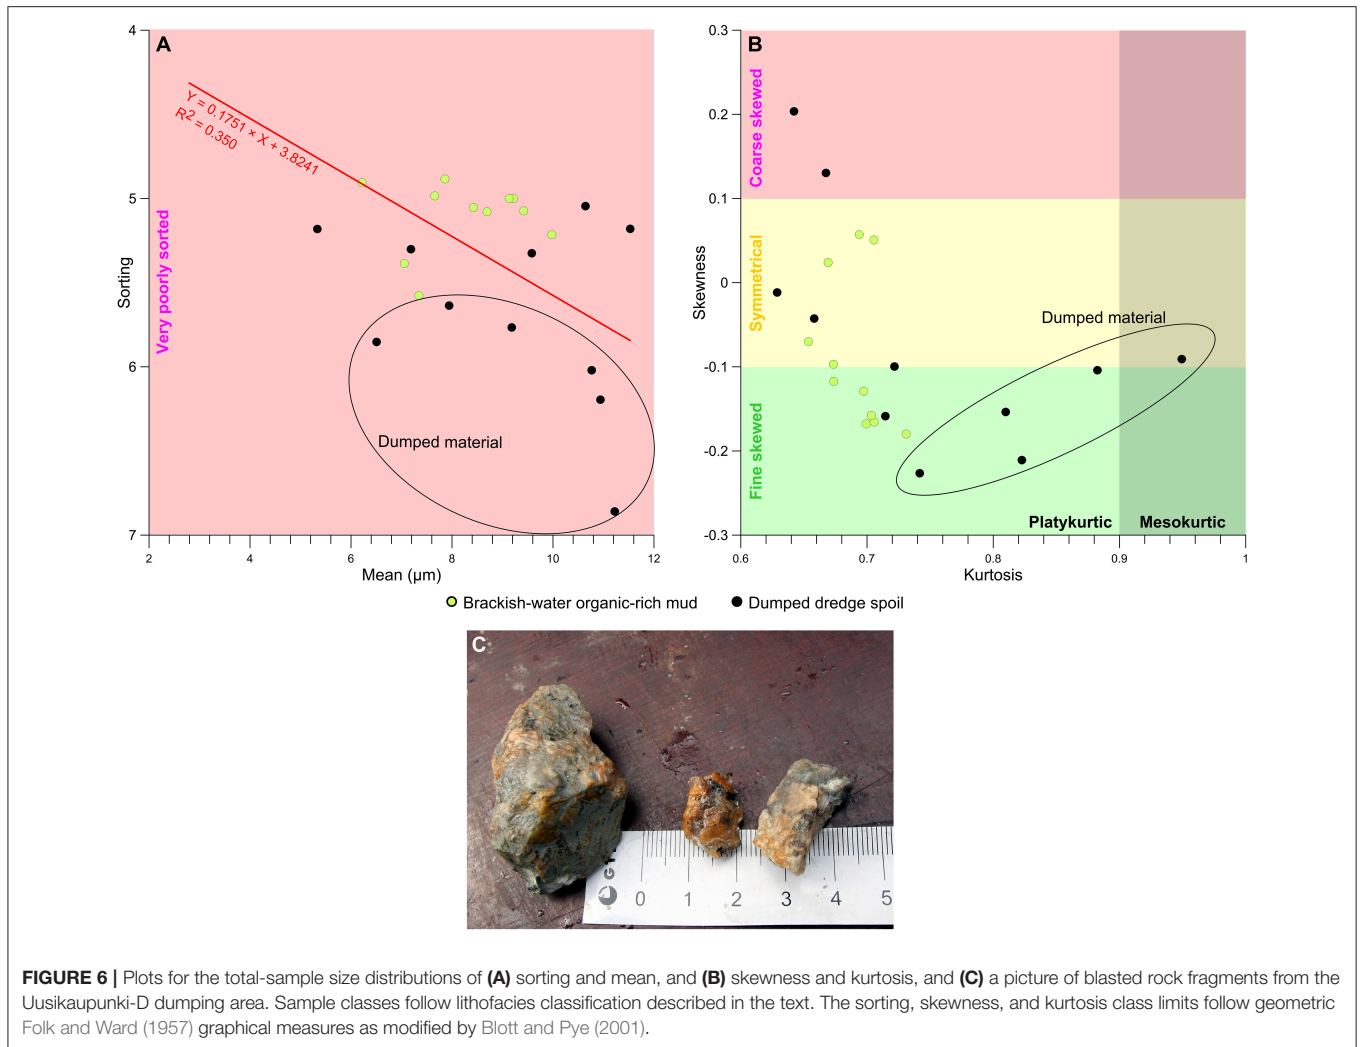 A
4
5
6
7
Sorting
Very poorly sorted
Y = 0.1751 × X + 3.8241
R2 = 0.350
Dumped material
2
4
6
8
10
12
Mean (µm)
B
0.3
0.2
0.1
0
-0.1
-0.2
-0.3
Skewness
Coarse skewed
Symmetrical
Fine skewed
Dumped material
Platykurtic
Mesokurtic
0.6
0.7
0.8
0.9
1
Kurtosis
Brackish-water organic-rich mud
Dumped dredge spoil
C
0 1 2 3 4 5
FIGURE 6 | Plots for the total-sample size distributions of (A) sorting and mean, and (B) skewness and kurtosis, and (C) a picture of blasted rock fragments from the
Uusikaupunki-D dumping area. Sample classes follow lithofacies classification described in the text. The sorting, skewness, and kurtosis class limits follow geometric
Folk and Ward (1957) graphical measures as modified by Blott and Pye (2001).